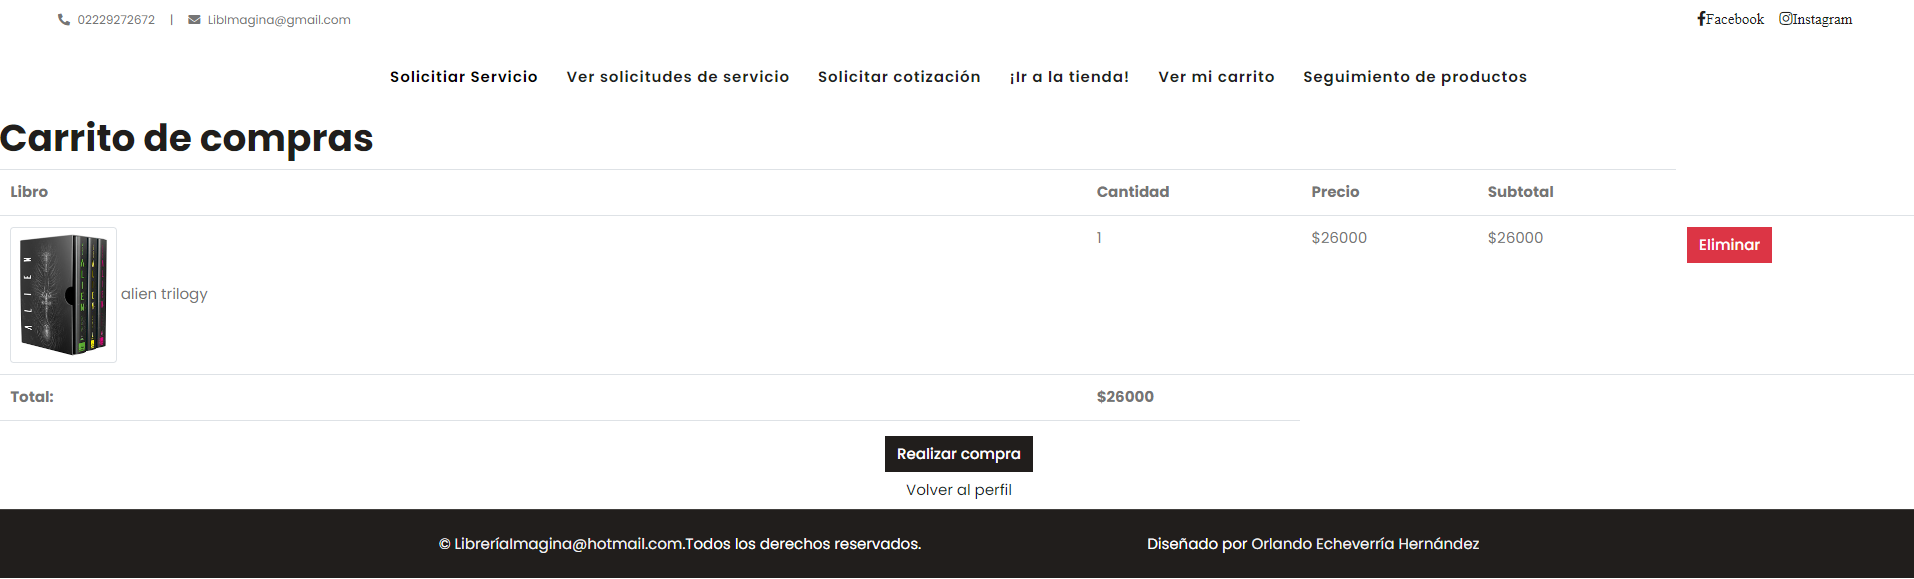 02229272672 | LibImagina@gmail.com Facebook Instagram
Solicitiar Servicio Ver solicitudes de servicio Solicitar cotización ¡Ir a la tienda! Ver mi carrito Seguimiento de productos
Carrito de compras
Libro Cantidad Precio Subtotal
1 $26000 $26000 Eliminar
ALIEN
alien trilogy
Total: $26000
Realizar compra
Volver al perfil
© LibreríaImagina@hotmail.com.Todos los derechos reservados. Diseñado por Orlando Echeverría Hernández